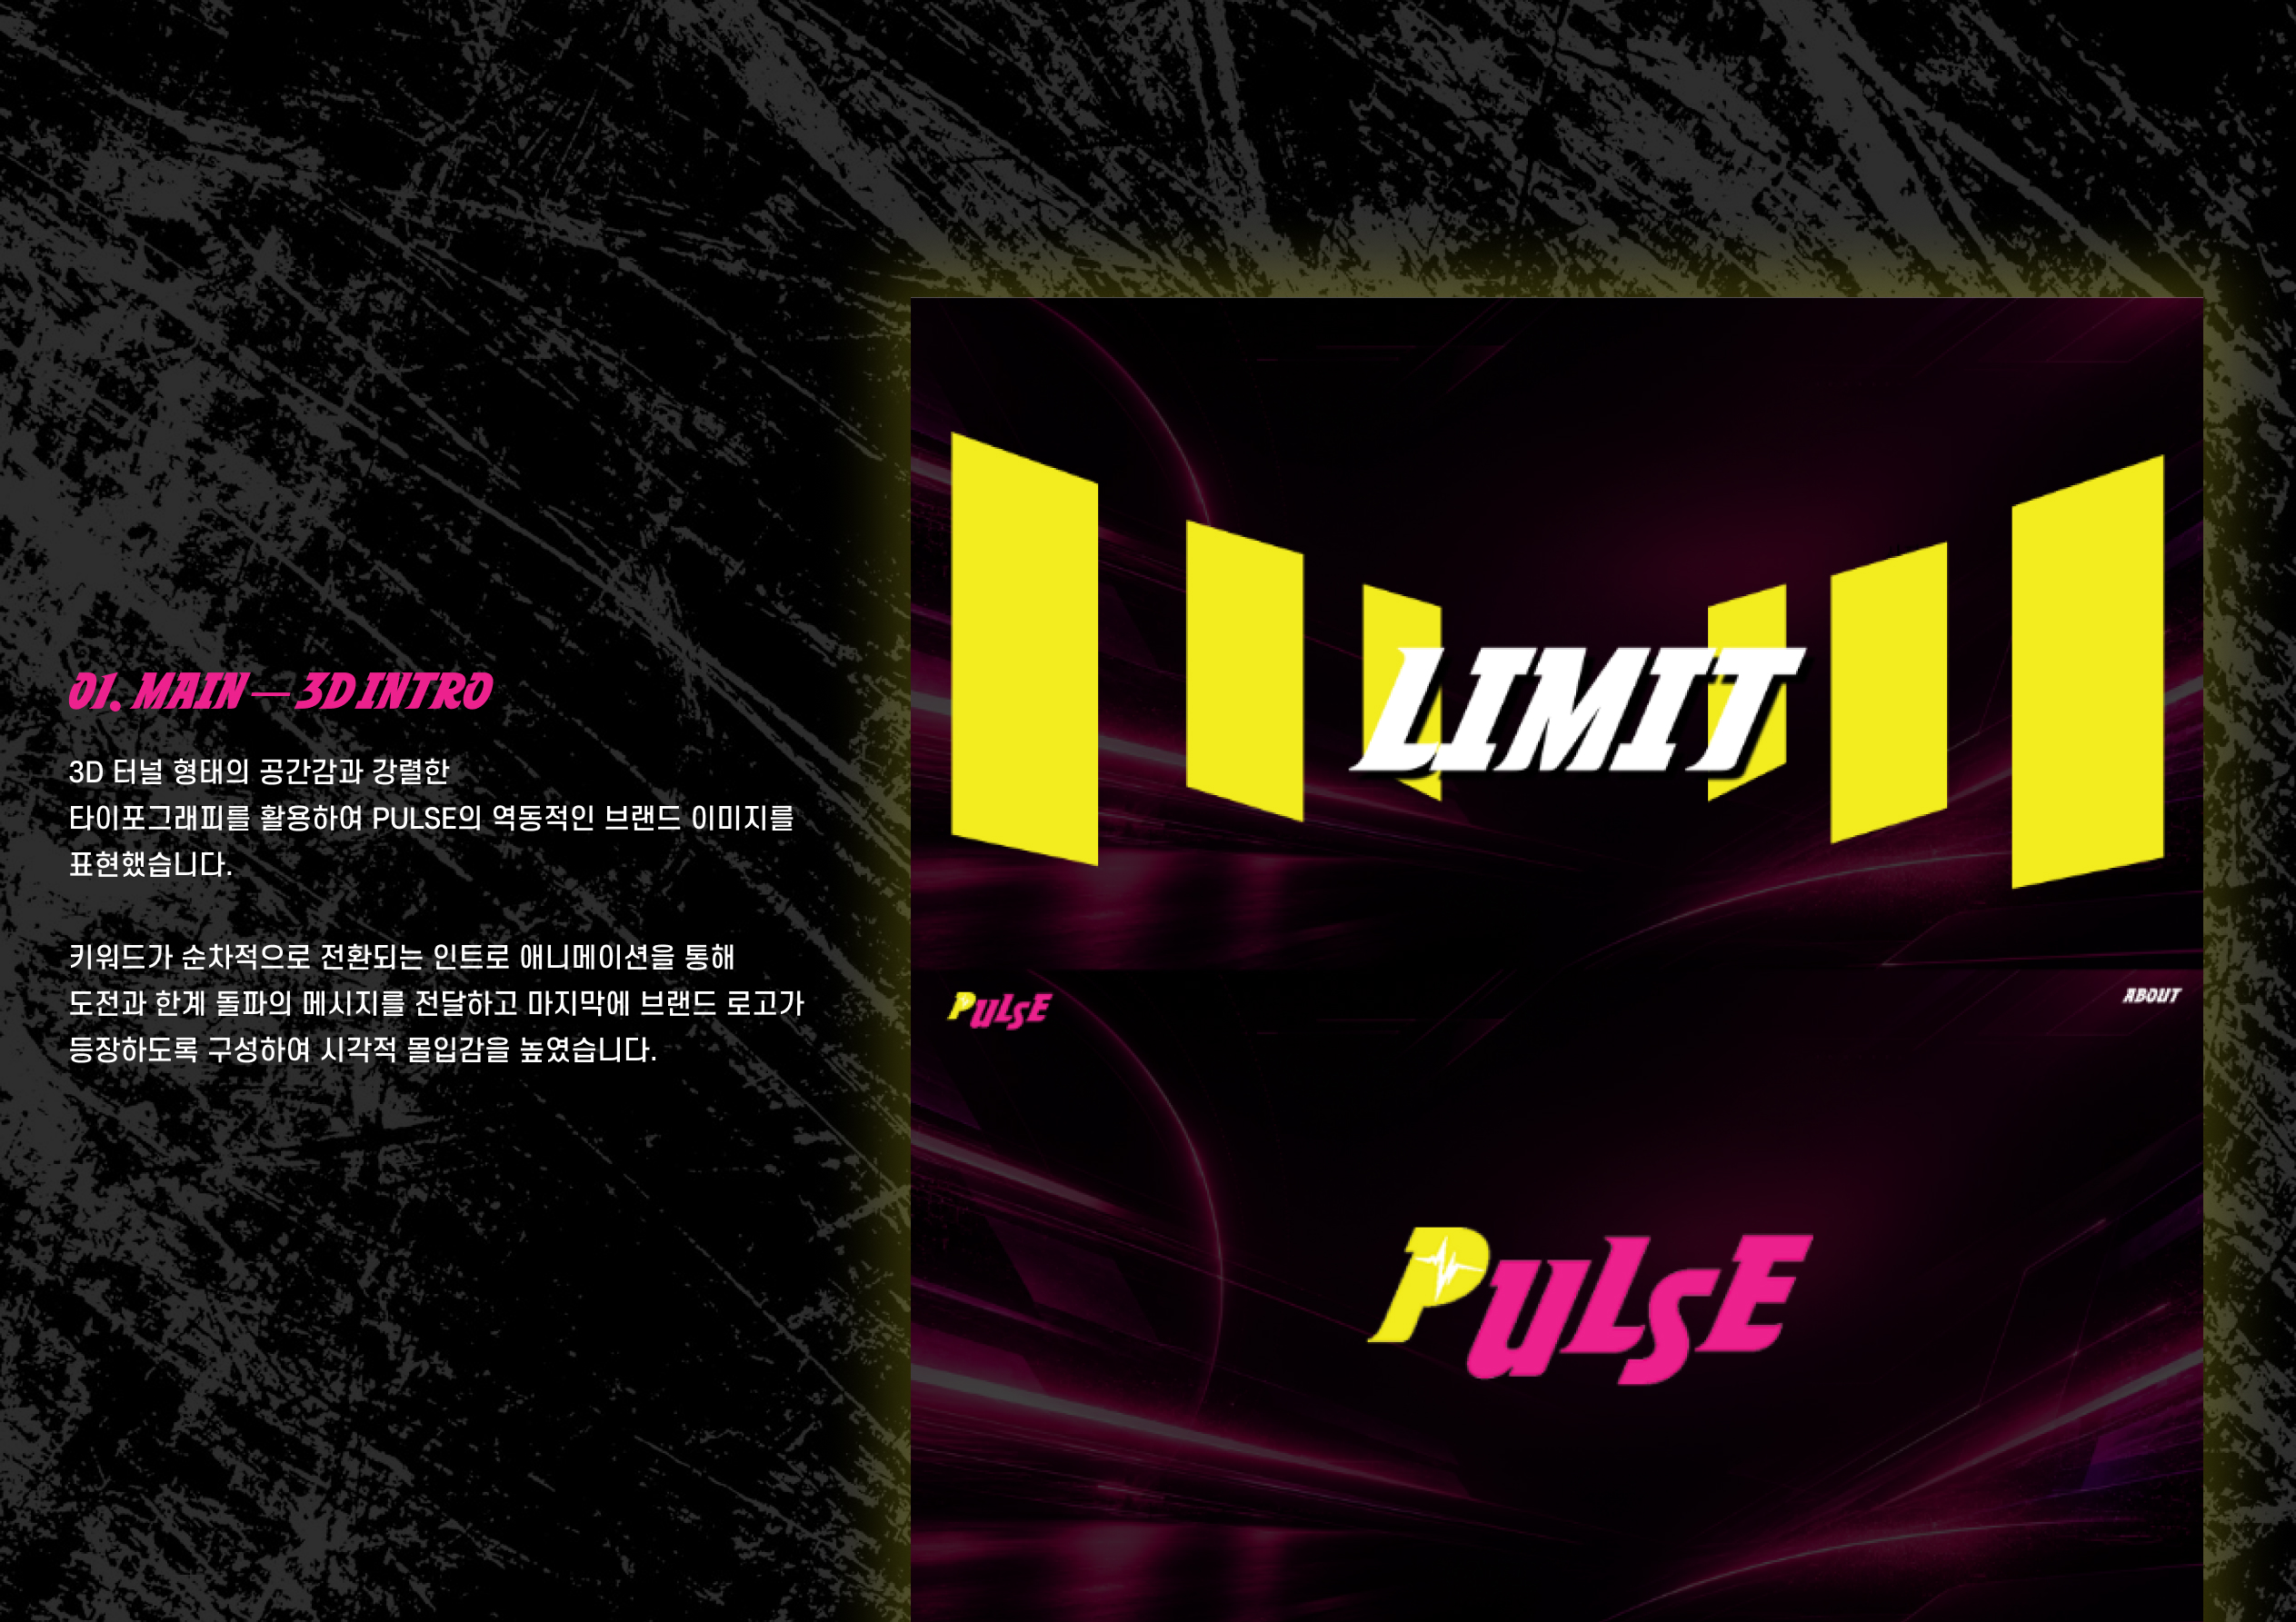 01. MAIN — 3D INTRO
3D 터널 형태의 공간감과 강렬한
타이포그래피를 활용하여 PULSE의 역동적인 브랜드 이미지를
표현했습니다.
키워드가 순차적으로 전환되는 인트로 애니메이션을 통해
도전과 한계 돌파의 메시지를 전달하고 마지막에 브랜드 로고가
등장하도록 구성하여 시각적 몰입감을 높였습니다.
LIMIT
PULSE
ABOUT
PULSE